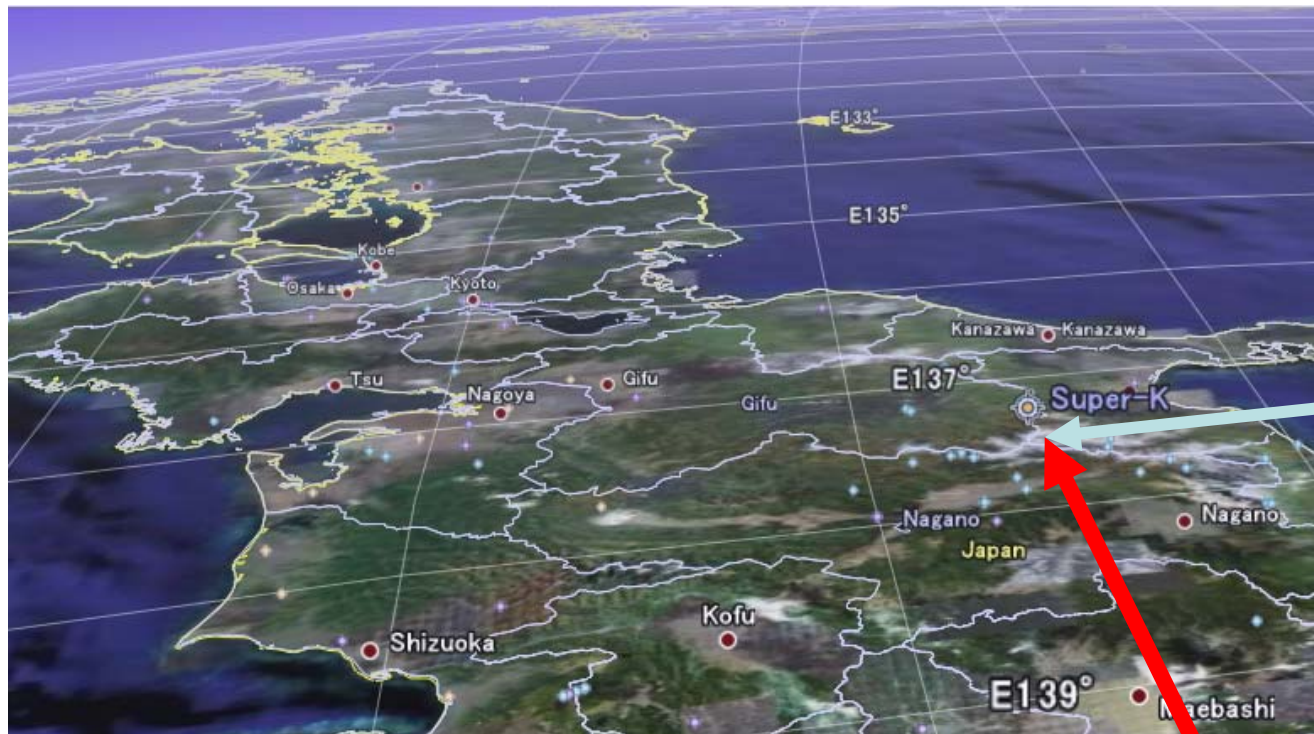 E133°
E135°
Kobe
Osaka
Kyoto
Kanazawa
Kanazawa
E137°
Tsu
Gifu
Nagoya
Gifu
Super-K
Nagano
Nagano
Japan
Kofu
Shizuoka
E139°
Maebashi